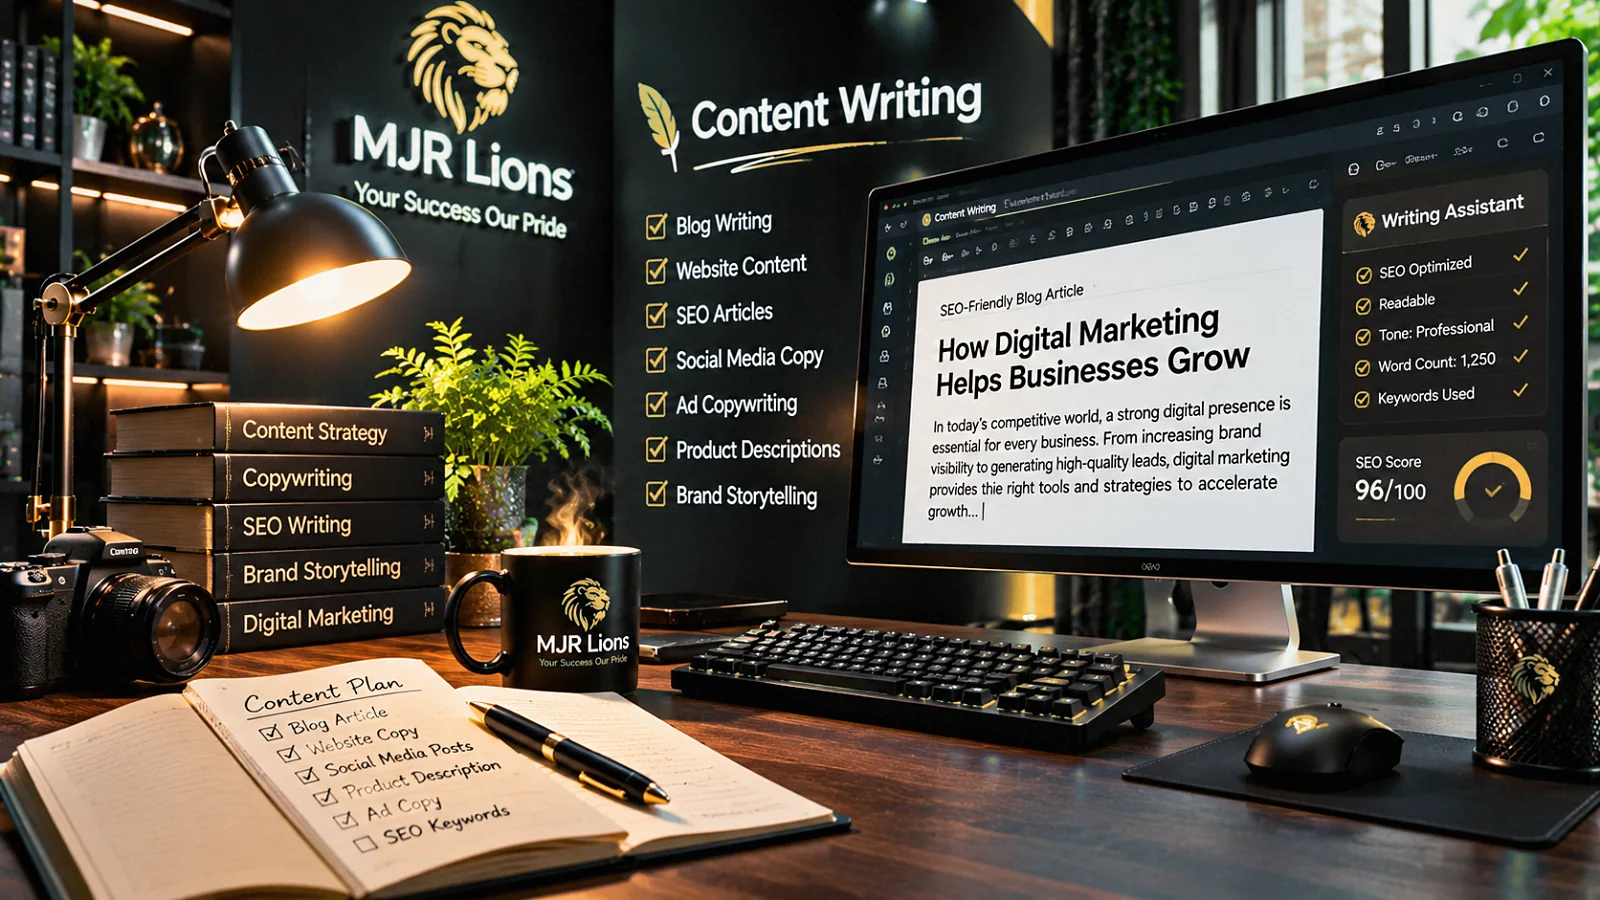 MJR Lions
Your Success Our Pride
Content Writing
Blog Writing
Website Content
SEO Articles
Social Media Copy
Ad Copywriting
Product Descriptions
Brand Storytelling
Content Strategy
Copywriting
SEO Writing
Brand Storytelling
Digital Marketing
MJR Lions
Your Success Our Pride
Content Plan
Blog Article
Website Copy
Social Media Posts
Product Description
Ad Copy
SEO Keywords
Content Writing
SEO-Friendly Blog Article
How Digital Marketing
Helps Businesses Grow
In today's competitive world, a strong digital presence is
essential for every business. From increasing brand
visibility to generating high-quality leads, digital marketing
provides thie right tools and strategies to accelerate
growth... |
Writing Assistant
SEO Optimized
Readable
Tone: Professional
Word Count: 1,250
Keywords Used
SEO Score
96/100